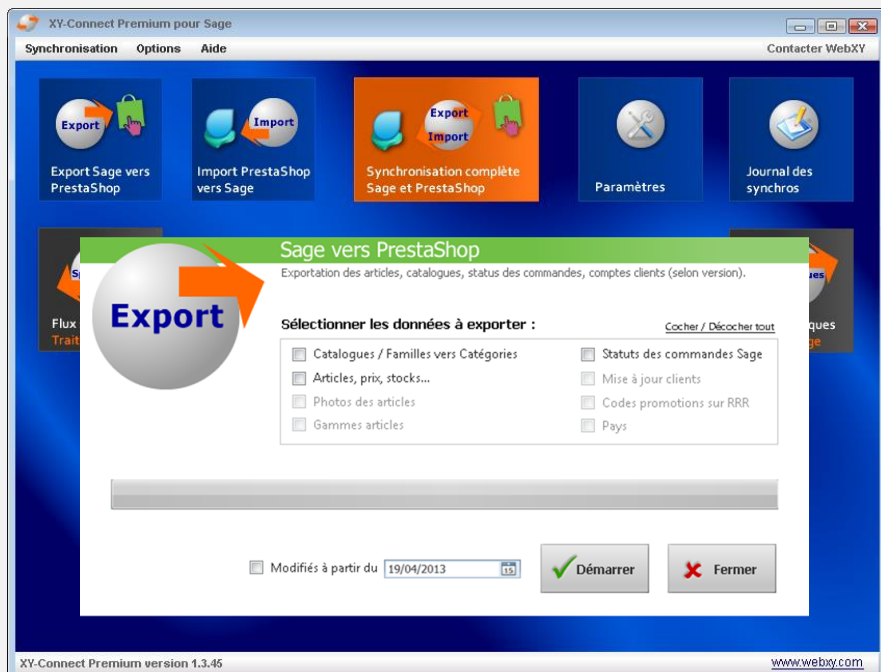 XY-Connect Premium pour Sage
Synchronisation Options Aide Contacter WebXY
Export
Import
Export
Import
Export Sage vers
PrestaShop
Import PrestaShop
vers Sage
Synchronisation complète
Sage et PrestaShop
Paramètres
Journal des
synchros
Flux
Trait
ques
ge
Export
Sage vers PrestaShop
Exportation des articles, catalogues, status des commandes, comptes clients (selon version).
Sélectionner les données à exporter :
Cocher / Décocher tout
Catalogues / Familles vers Catégories
Statuts des commandes Sage
Articles, prix, stocks...
Mise à jour clients
Photos des articles
Codes promotions sur RRR
Gammes articles
Pays
Modifiés à partir du 19/04/2013 15
Démarrer
Fermer
XY-Connect Premium version 1.3.45 www.webxy.com